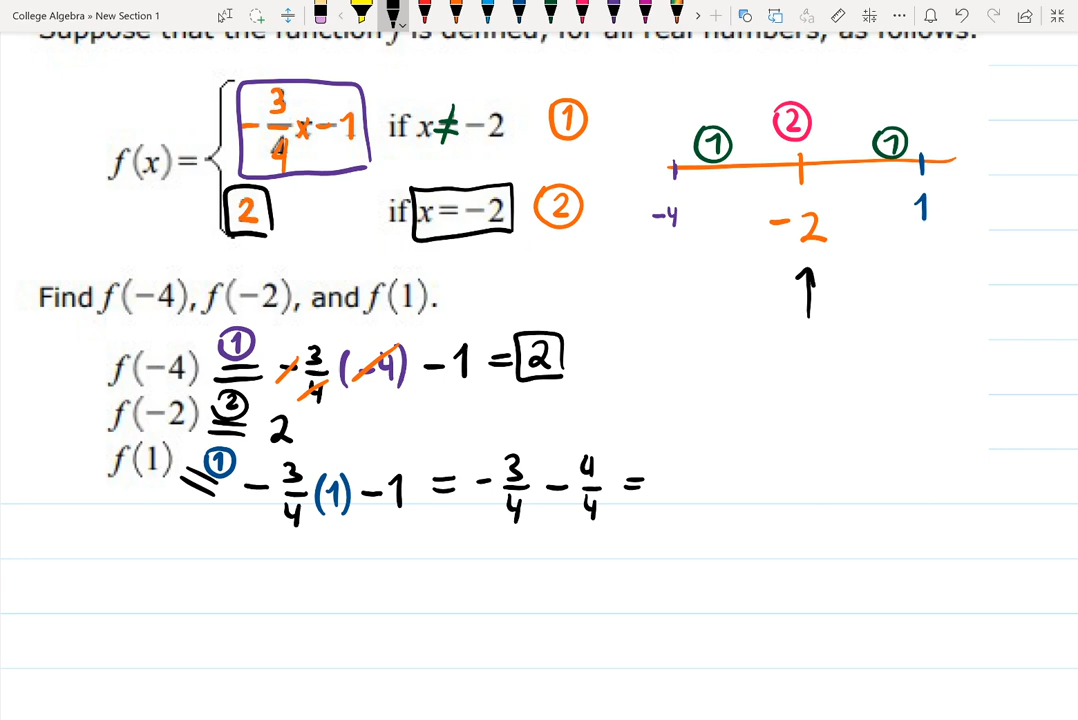 College Algebra » New Section 1
Suppose that the function f is defined, for all real numbers, as follows.
f(x) = { -3/4 x - 1 if x ≠ -2 ①
2 if x = -2 ②
① ② ①
-4 -2 1
Find f(-4), f(-2), and f(1).
f(-4) ① = -3/4 (-4) - 1 = 2
f(-2) ② = 2
f(1) = ① -3/4 (1) - 1 = -3/4 - 4/4 =